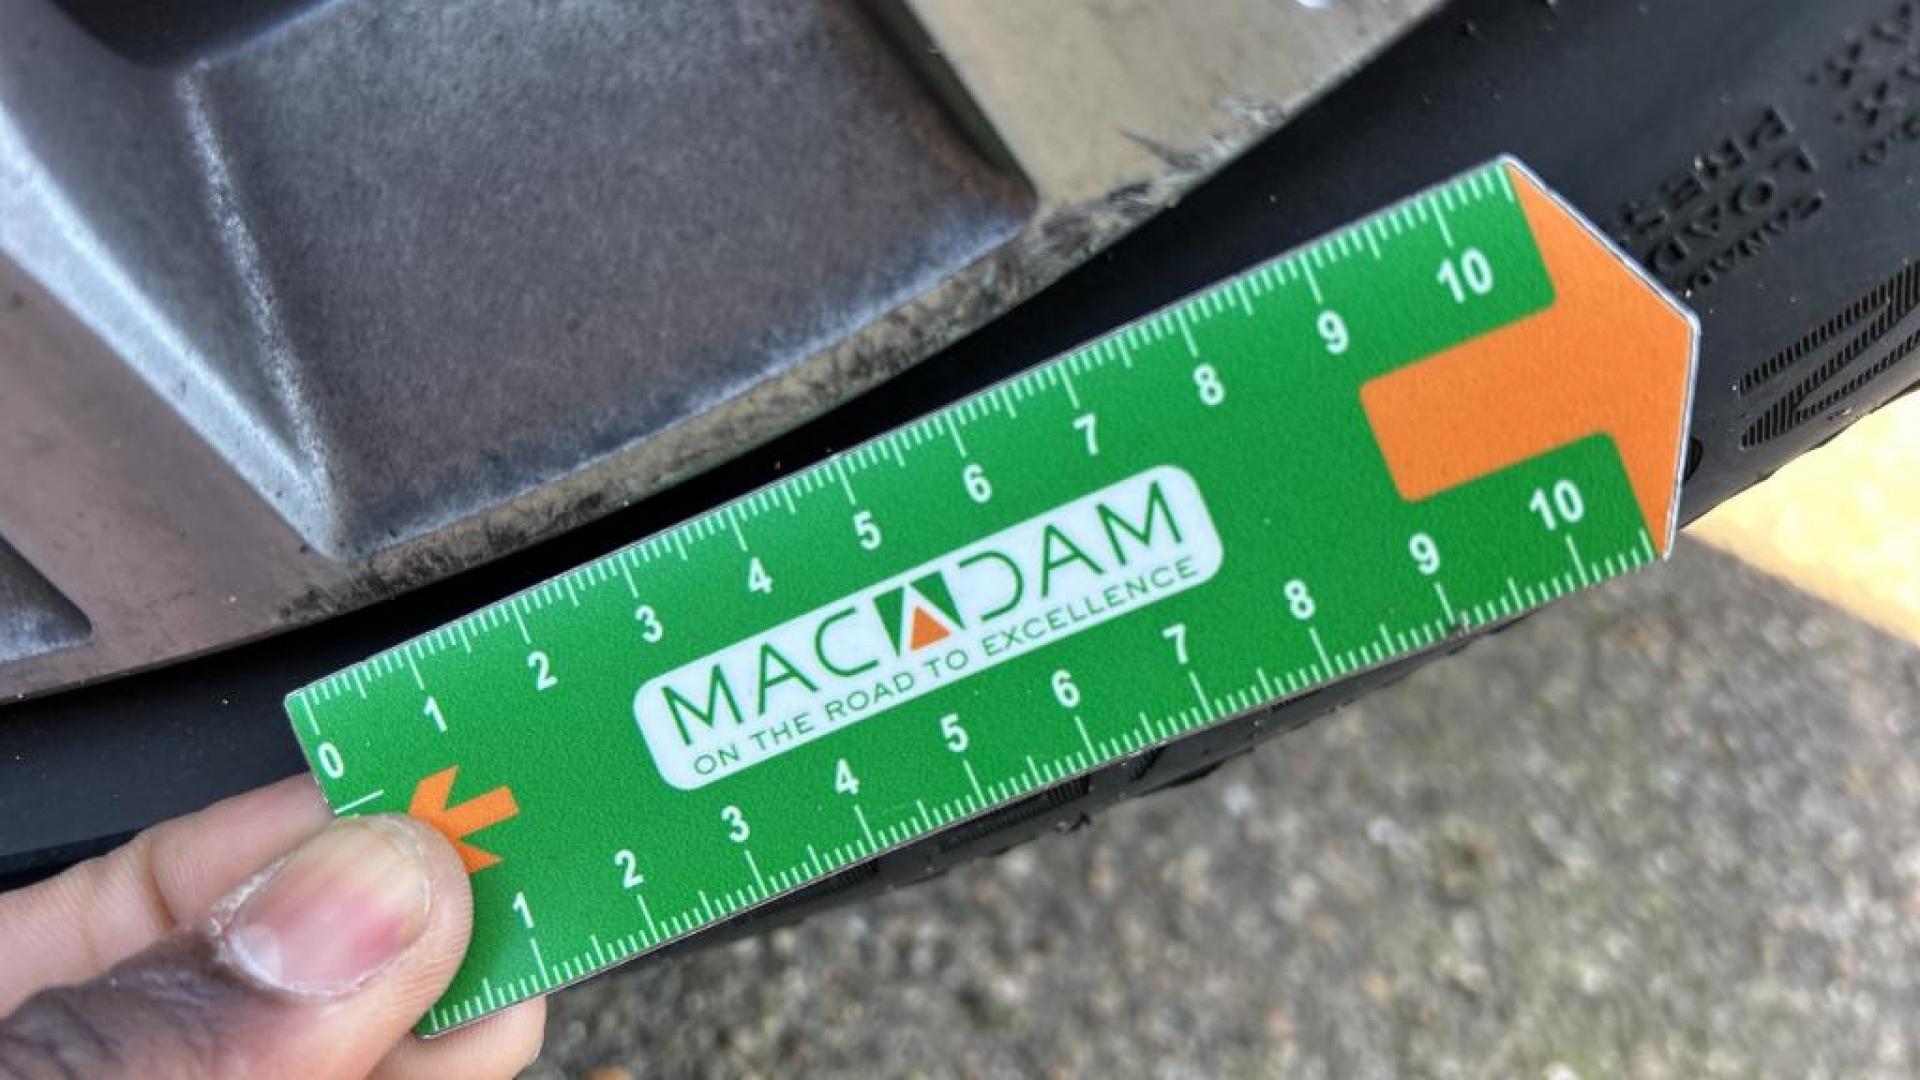 0 1 2 3 4 5 6 7 8 9 10
MACADAM
ON THE ROAD TO EXCELLENCE
1 2 3 4 5 6 7 8 9 10
LOAD
PRES